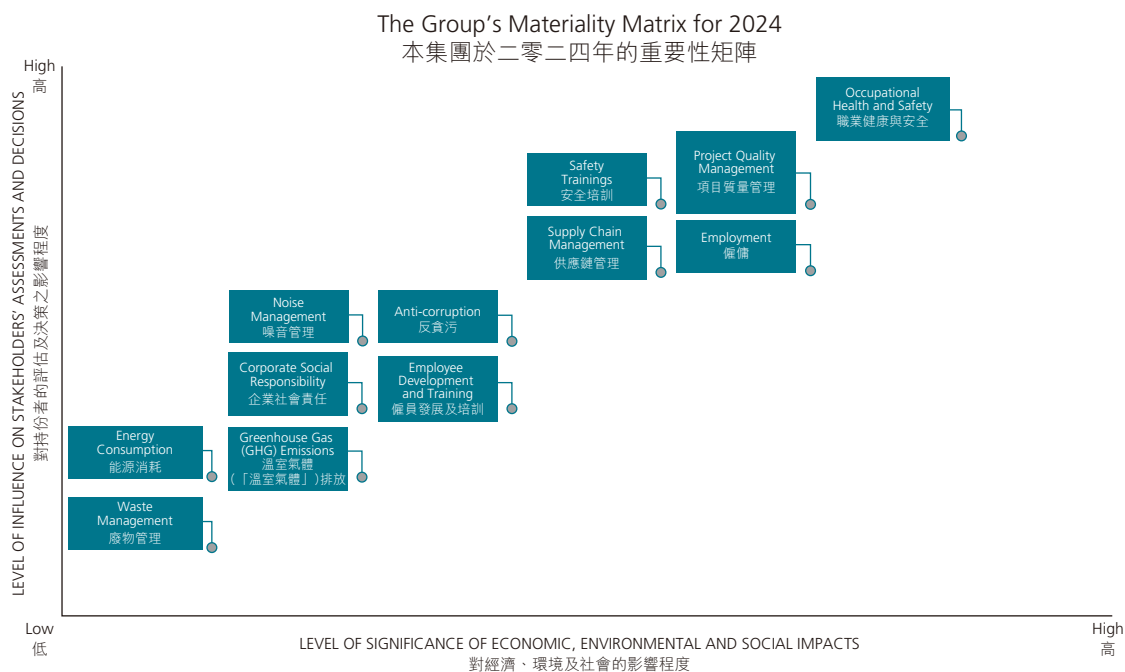 The Group's Materiality Matrix for 2024
本集團於二零二四年的重要性矩陣
High
高
LEVEL OF INFLUENCE ON STAKEHOLDERS' ASSESSMENTS AND DECISIONS
對持份者的評估及決策之影響程度
Occupational
Health and Safety
職業健康與安全
Project Quality
Management
項目質量管理
Safety
Trainings
安全培訓
Supply Chain
Management
供應鏈管理
Employment
僱傭
Noise
Management
噪音管理
Anti-corruption
反貪污
Corporate Social
Responsibility
企業社會責任
Employee
Development
and Training
僱員發展及培訓
Energy
Consumption
能源消耗
Greenhouse Gas
(GHG) Emissions
溫室氣體
(「溫室氣體」)排放
Waste
Management
廢物管理
Low
低
LEVEL OF SIGNIFICANCE OF ECONOMIC, ENVIRONMENTAL AND SOCIAL IMPACTS
對經濟、環境及社會的影響程度
High
高